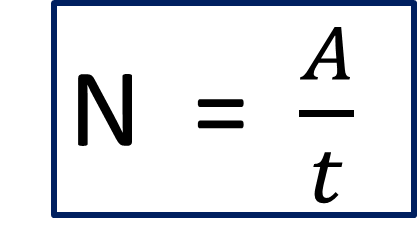 N = A/t